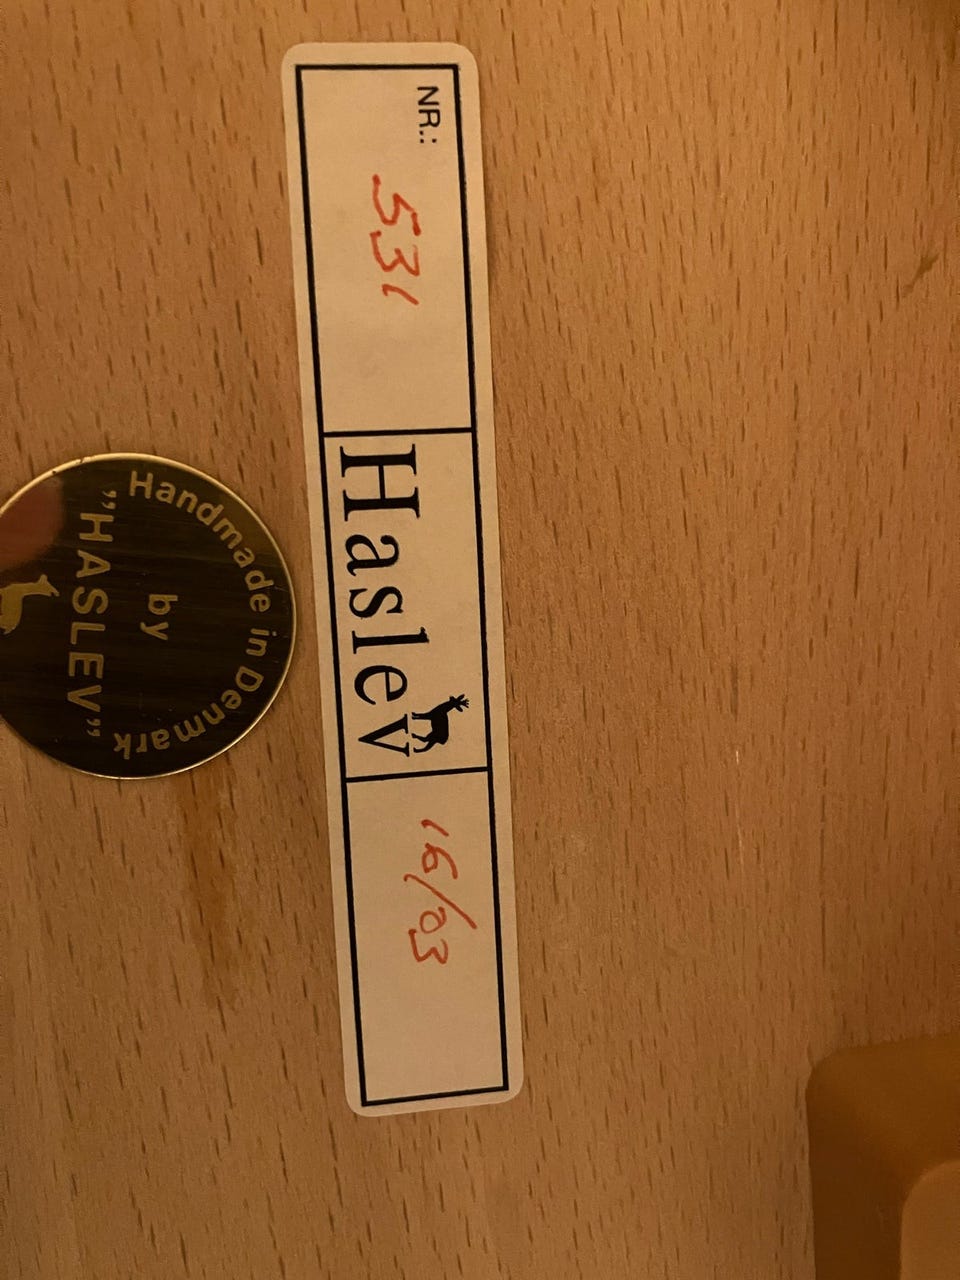 NR.:
531
Haslev
16/03
Handmade in Denmark
by
"HASLEV"